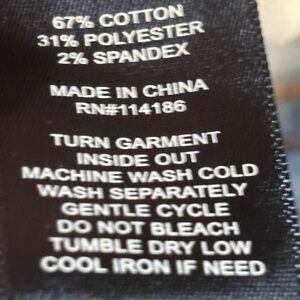 67% COTTON
31% POLYESTER
2% SPANDEX
MADE IN CHINA
RN#114186
TURN GARMENT
INSIDE OUT
MACHINE WASH COLD
WASH SEPARATELY
GENTLE CYCLE
DO NOT BLEACH
TUMBLE DRY LOW
COOL IRON IF NEED